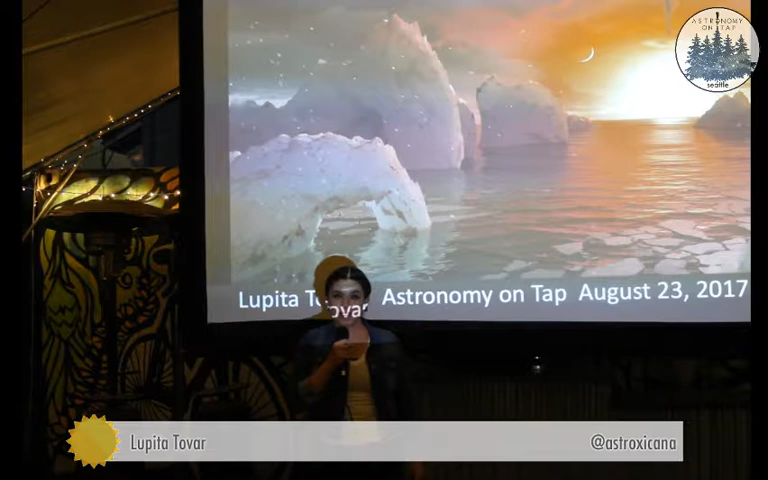 ASTRONOMY
ON TAP
seattle
Lupita Tovar Astronomy on Tap August 23, 2017
Lupita Tovar
@astroxicana